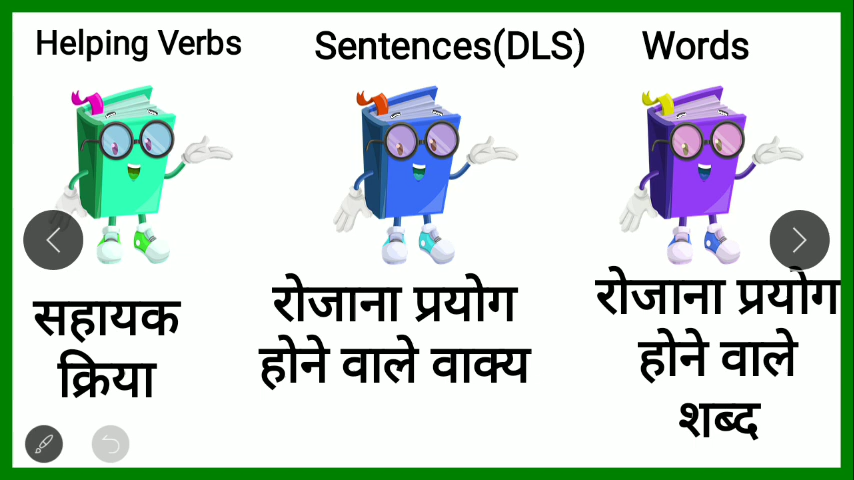 Helping Verbs
Sentences(DLS)
Words
सहायक
क्रिया
रोजाना प्रयोग
होने वाले वाक्य
रोजाना प्रयोग
होने वाले
शब्द